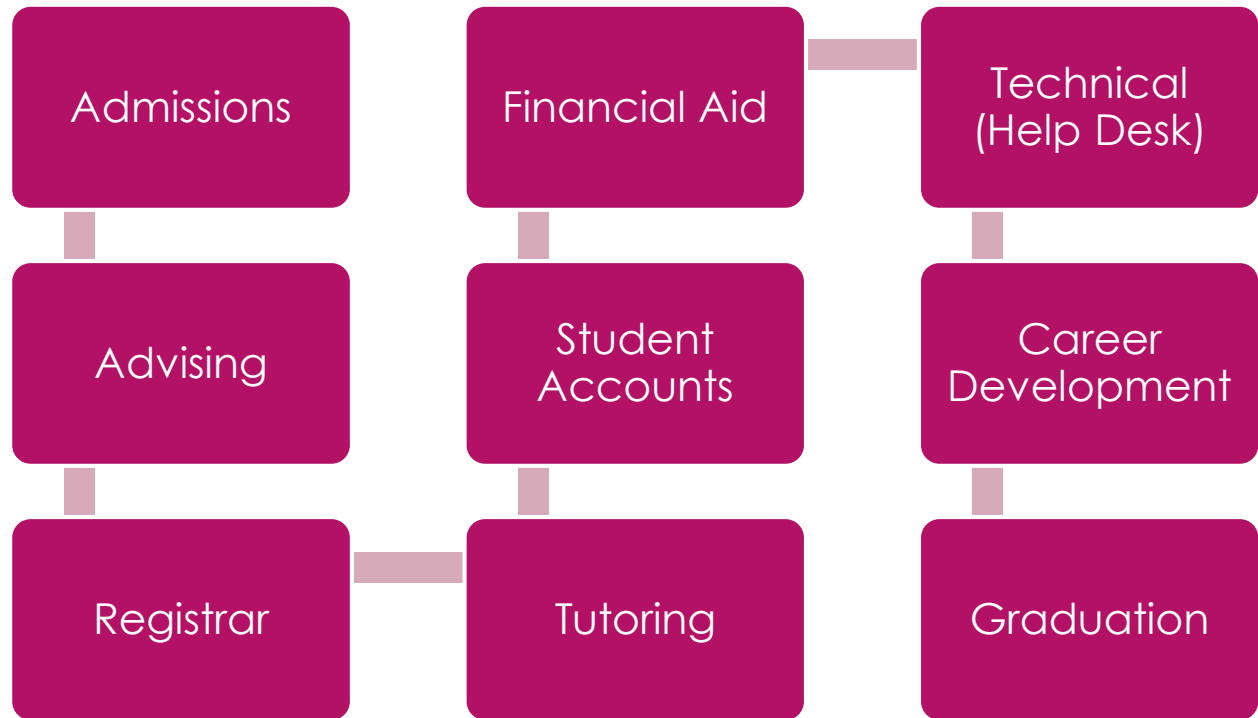 Admissions
Advising
Registrar
Tutoring
Student
Accounts
Financial Aid
Technical
(Help Desk)
Career
Development
Graduation